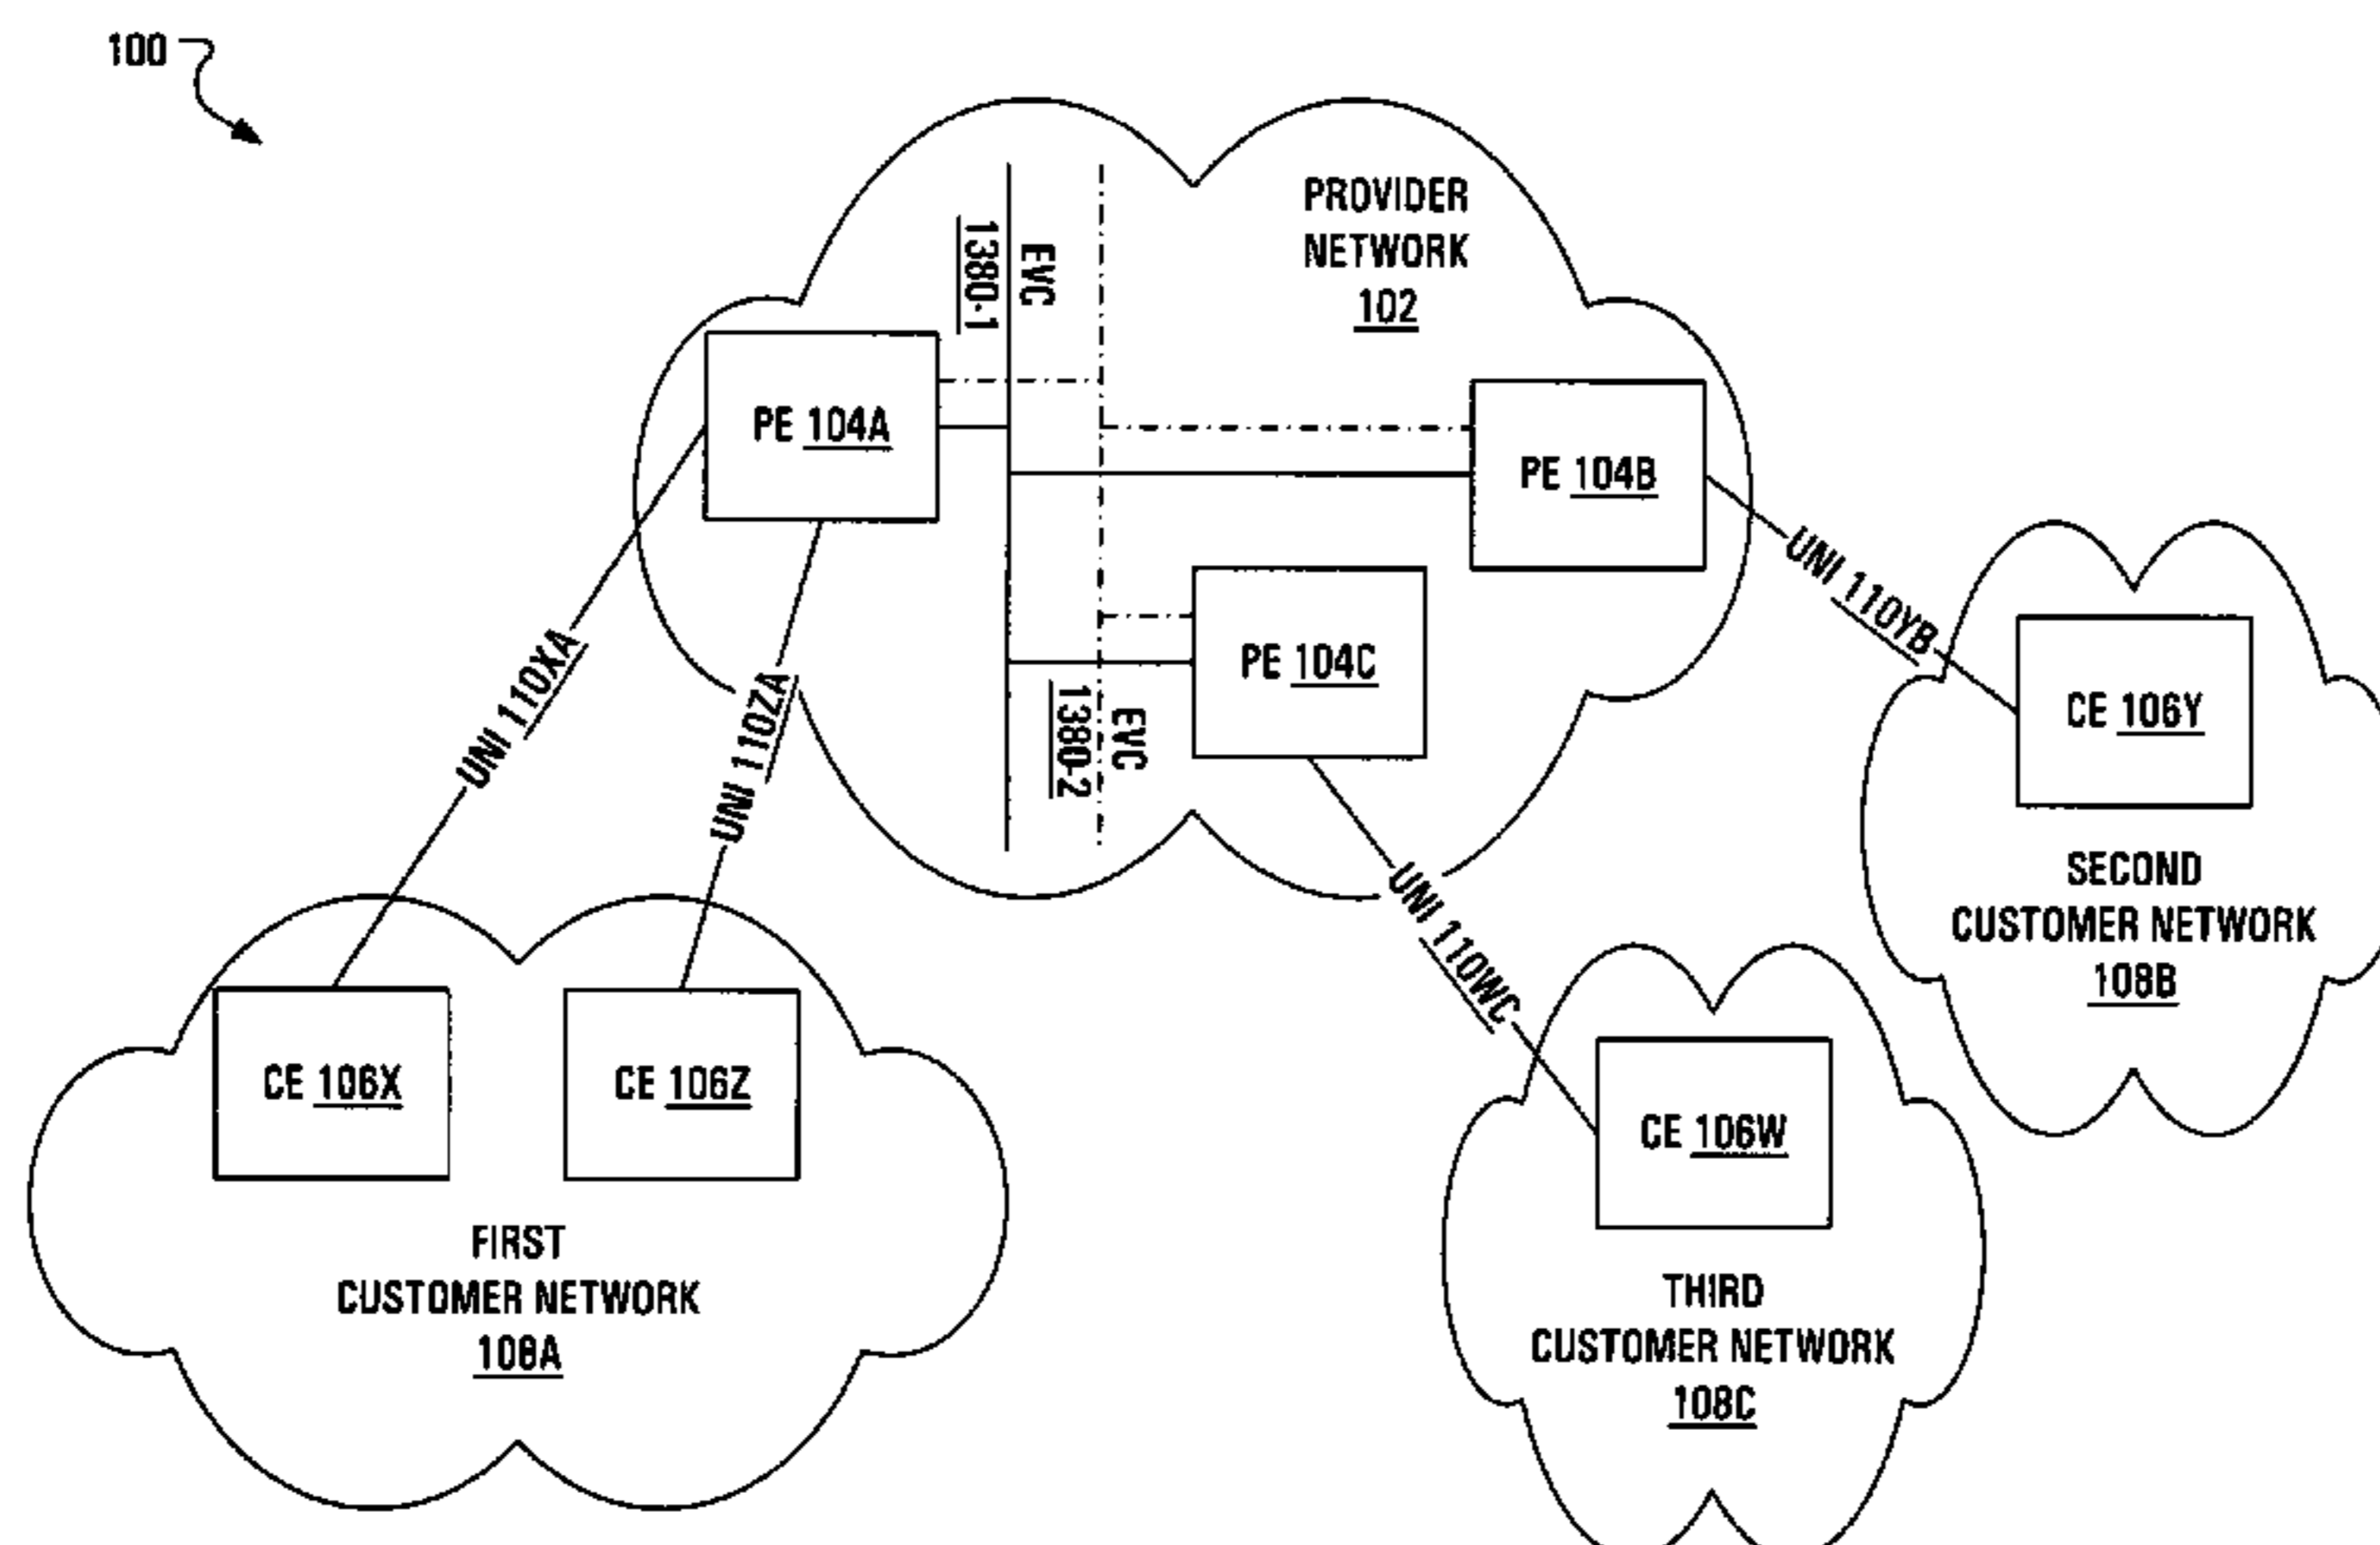 100
PROVIDER
NETWORK
102
EVC
1380-1
PE 104A
PE 104B
PE 104C
EVC
1380-2
UNI 110XA
UNI 110ZA
UNI 110YB
UNI 110WC
CE 106Y
SECOND
CUSTOMER NETWORK
108B
CE 106X
CE 106Z
FIRST
CUSTOMER NETWORK
108A
CE 106W
THIRD
CUSTOMER NETWORK
108C